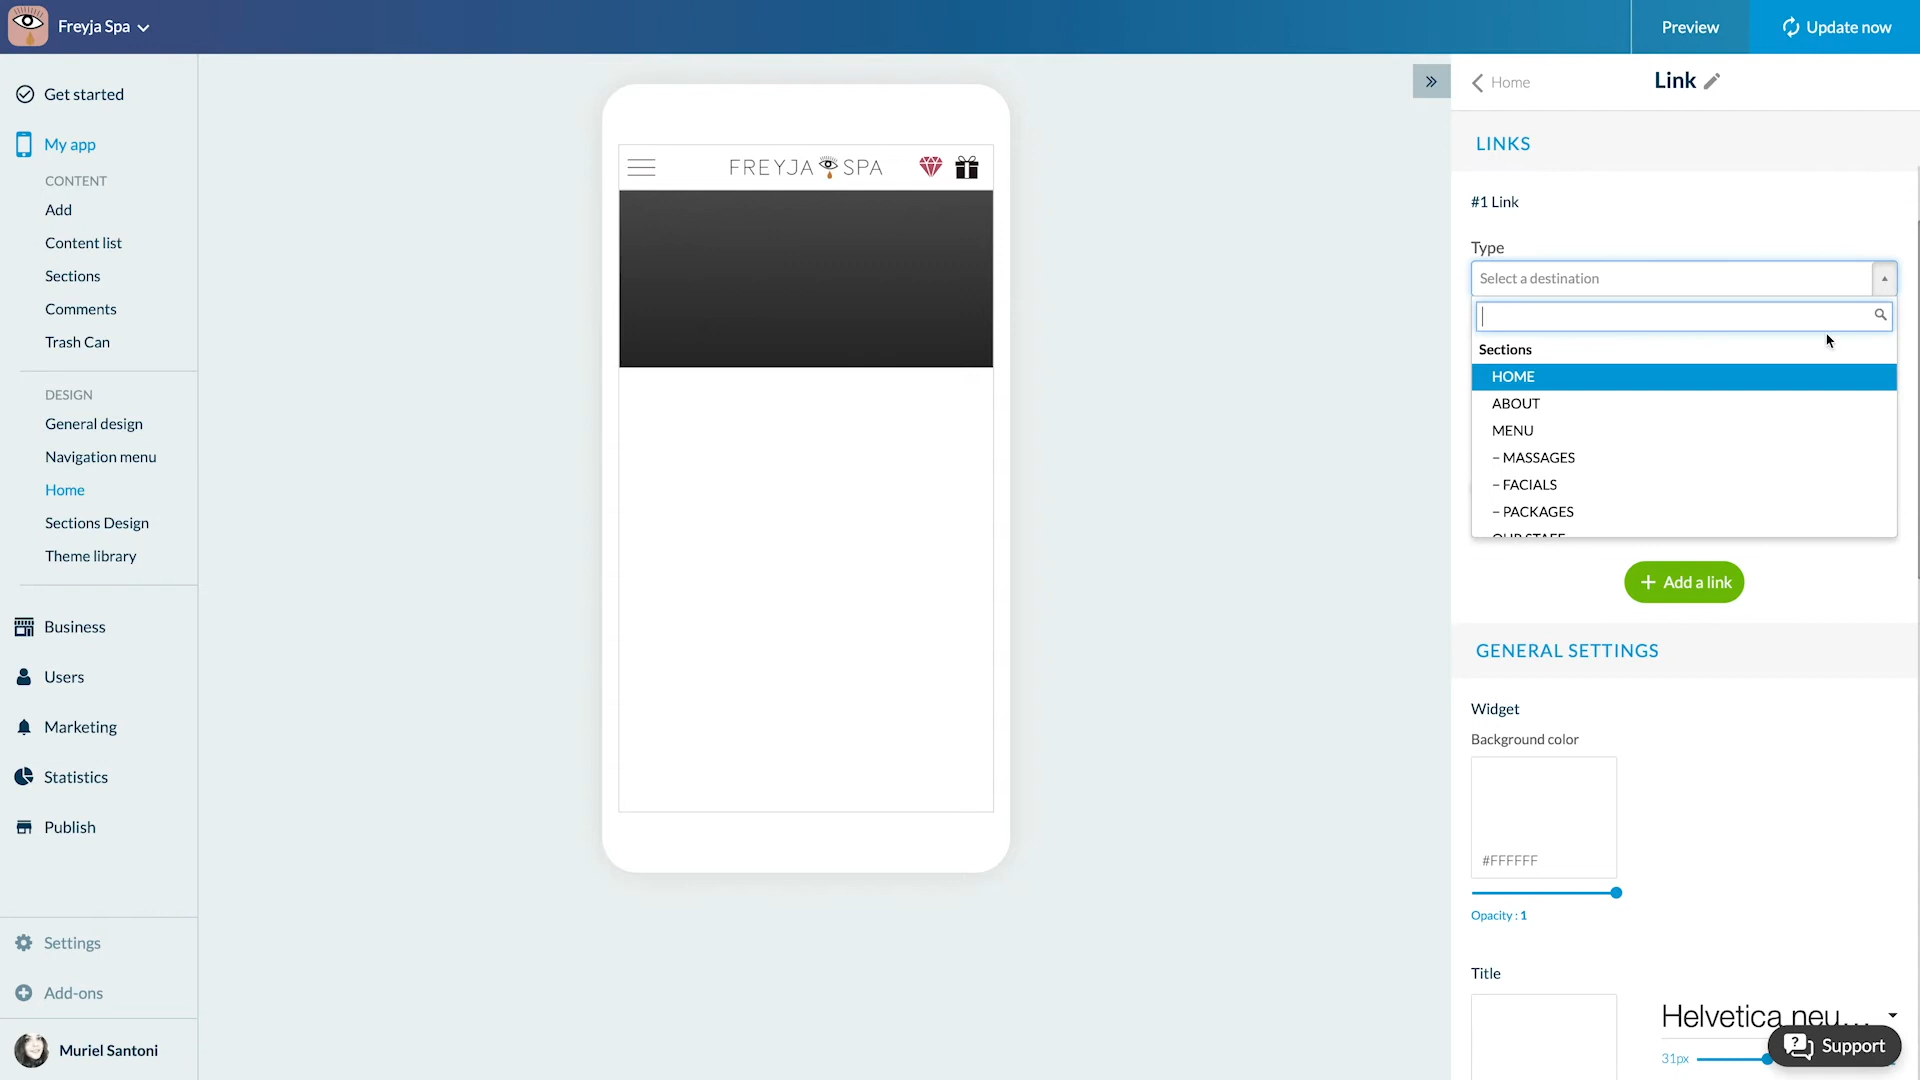 Freyja Spa
Preview
Update now
Get started
My app
CONTENT
Add
Content list
Sections
Comments
Trash Can
DESIGN
General design
Navigation menu
Home
Sections Design
Theme library
Business
Users
Marketing
Statistics
Publish
Settings
Add-ons
Muriel Santoni
FREYJA SPA
Home
Link
LINKS
#1 Link
Type
Select a destination
Sections
HOME
ABOUT
MENU
– MASSAGES
– FACIALS
– PACKAGES
OUR STAFF
+ Add a link
GENERAL SETTINGS
Widget
Background color
#FFFFFF
Opacity : 1
Title
Helvetica neu...
31px
Support